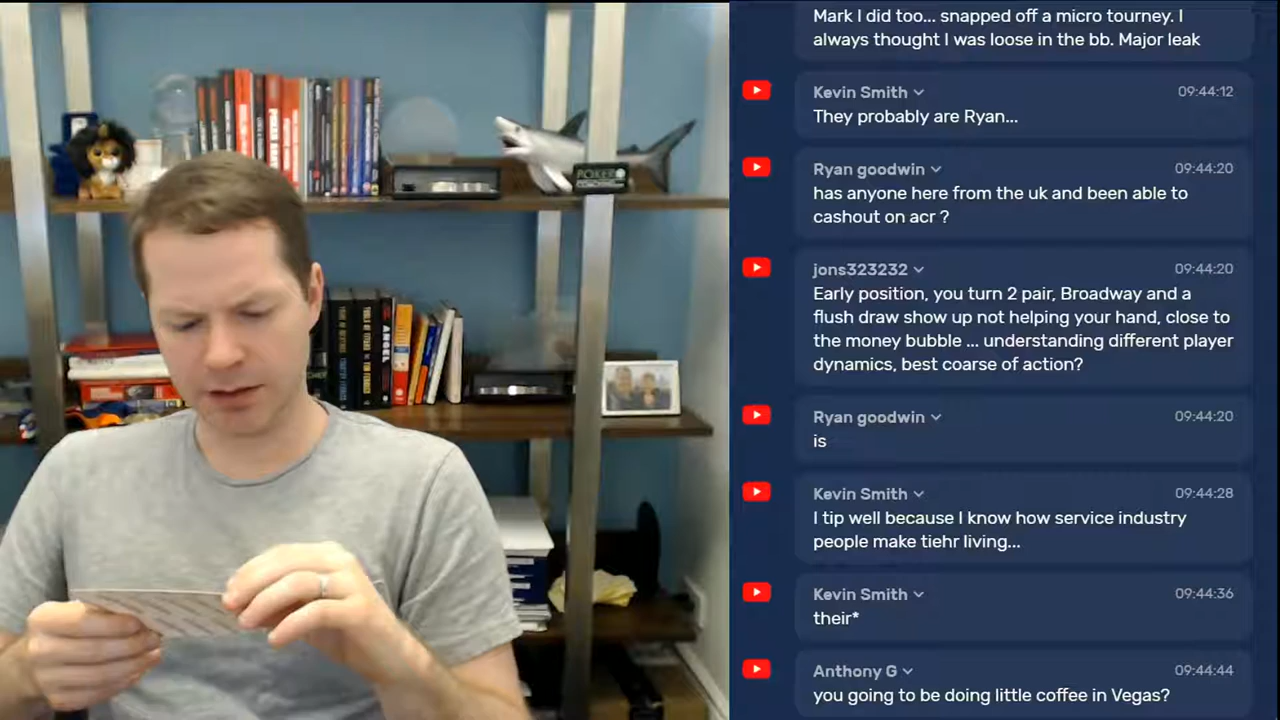 Mark I did too... snapped off a micro tourney. I
always thought I was loose in the bb. Major leak
Kevin Smith 09:44:12
They probably are Ryan...
Ryan goodwin 09:44:20
has anyone here from the uk and been able to
cashout on acr ?
jons323232 09:44:20
Early position, you turn 2 pair, Broadway and a
flush draw show up not helping your hand, close to
the money bubble ... understanding different player
dynamics, best coarse of action?
Ryan goodwin 09:44:20
is
Kevin Smith 09:44:28
I tip well because I know how service industry
people make tiehr living...
Kevin Smith 09:44:36
their*
Anthony G 09:44:44
you going to be doing little coffee in Vegas?
POKER
ANGEL